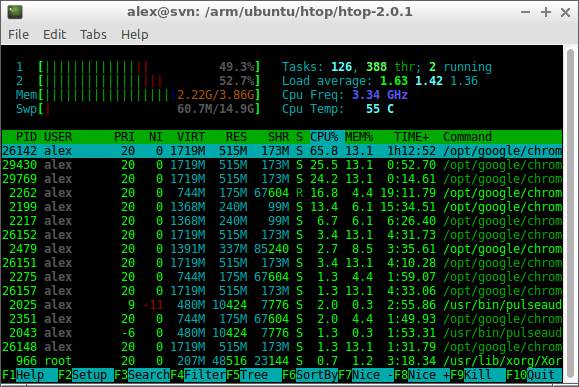 alex@svn: /arm/ubuntu/htop/htop-2.0.1
File Edit Tabs Help
1 [||||||||||||||||| 49.3%] Tasks: 126, 388 thr; 2 running
2 [||||||||||||||||||| 52.7%] Load average: 1.63 1.42 1.36
Mem[||||||||||||||||||||2.22G/3.86G] Cpu Freq: 3.34 GHz
Swp[| 60.7M/14.9G] Cpu Temp: 55 C
PID USER PRI NI VIRT RES SHR S CPU% MEM% TIME+ Command
26142 alex 20 0 1719M 515M 173M S 65.8 13.1 1h12:52 /opt/google/chrom
29430 alex 20 0 1719M 515M 173M S 25.5 13.1 0:52.70 /opt/google/chrom
29769 alex 20 0 1719M 515M 173M S 24.2 13.1 0:14.61 /opt/google/chrom
2262 alex 20 0 744M 175M 67604 R 16.8 4.4 19:11.79 /opt/google/chrom
2199 alex 20 0 1368M 240M 99M S 13.4 6.1 15:34.51 /opt/google/chrom
2217 alex 20 0 1368M 240M 99M S 6.7 6.1 6:26.40 /opt/google/chrom
26152 alex 20 0 1719M 515M 173M S 3.4 13.1 4:31.73 /opt/google/chrom
2479 alex 20 0 1391M 337M 85240 S 2.7 8.5 3:35.61 /opt/google/chrom
26151 alex 20 0 1719M 515M 173M S 3.4 13.1 4:10.28 /opt/google/chrom
2275 alex 20 0 744M 175M 67604 S 1.3 4.4 1:59.07 /opt/google/chrom
26157 alex 20 0 1719M 515M 173M S 1.3 13.1 4:33.06 /opt/google/chrom
2025 alex 9 -11 480M 10424 7776 S 2.0 0.3 2:55.86 /usr/bin/pulseaud
2351 alex 20 0 744M 175M 67604 S 2.0 4.4 1:49.93 /opt/google/chrom
2043 alex -6 0 480M 10424 7776 S 1.3 0.3 1:53.31 /usr/bin/pulseaud
26148 alex 20 0 1719M 515M 173M S 1.3 13.1 1:31.79 /opt/google/chrom
966 root 20 0 207M 48516 23144 S 0.7 1.2 3:18.34 /usr/lib/xorg/Xor
F1Help F2Setup F3SearchF4FilterF5Tree F6SortByF7Nice -F8Nice +F9Kill F10Quit